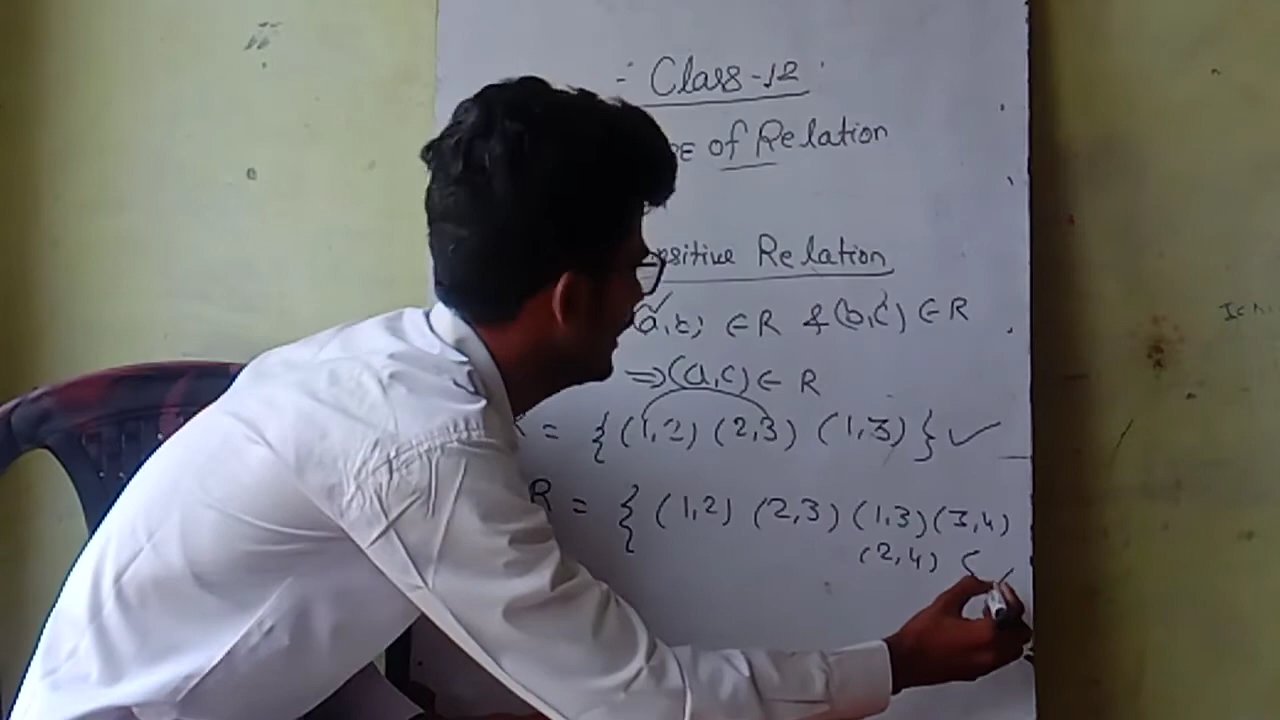 Class-12
of Relation
Relation
(a,b) ∈ R & (b,c) ∈ R
⇒ (a,c) ∈ R
= {(1,2) (2,3) (1,3)} ✓
R = { (1,2) (2,3) (1,3) (3,4)
(2,4) (